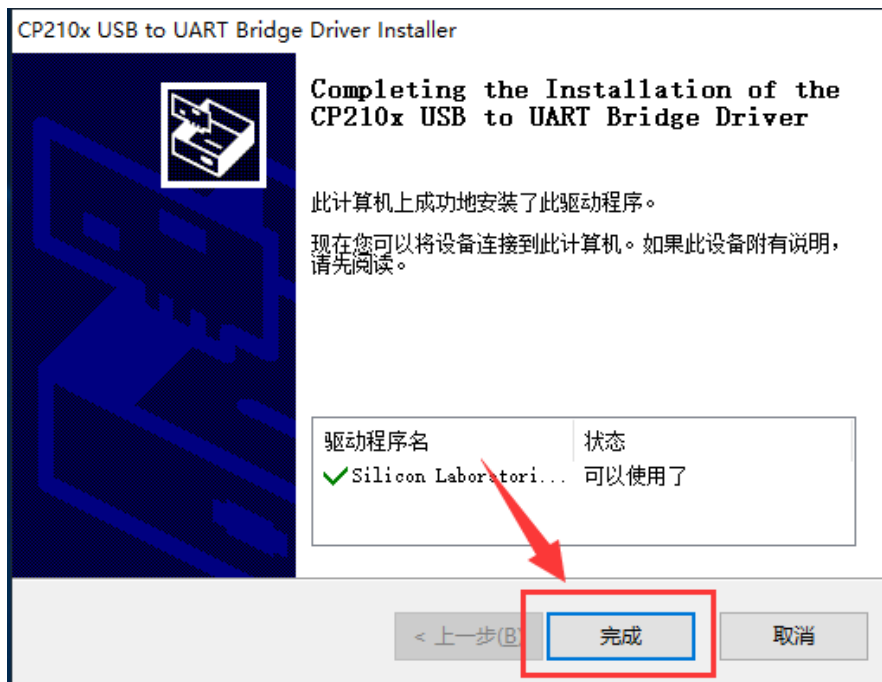 CP210x USB to UART Bridge Driver Installer
Completing the Installation of the
CP210x USB to UART Bridge Driver
此计算机上成功地安装了此驱动程序。
现在您可以将设备连接到此计算机。如果此设备附有说明，
请先阅读。
驱动程序名 状态
Silicon Laboratori... 可以使用了
< 上一步(B) 完成 取消